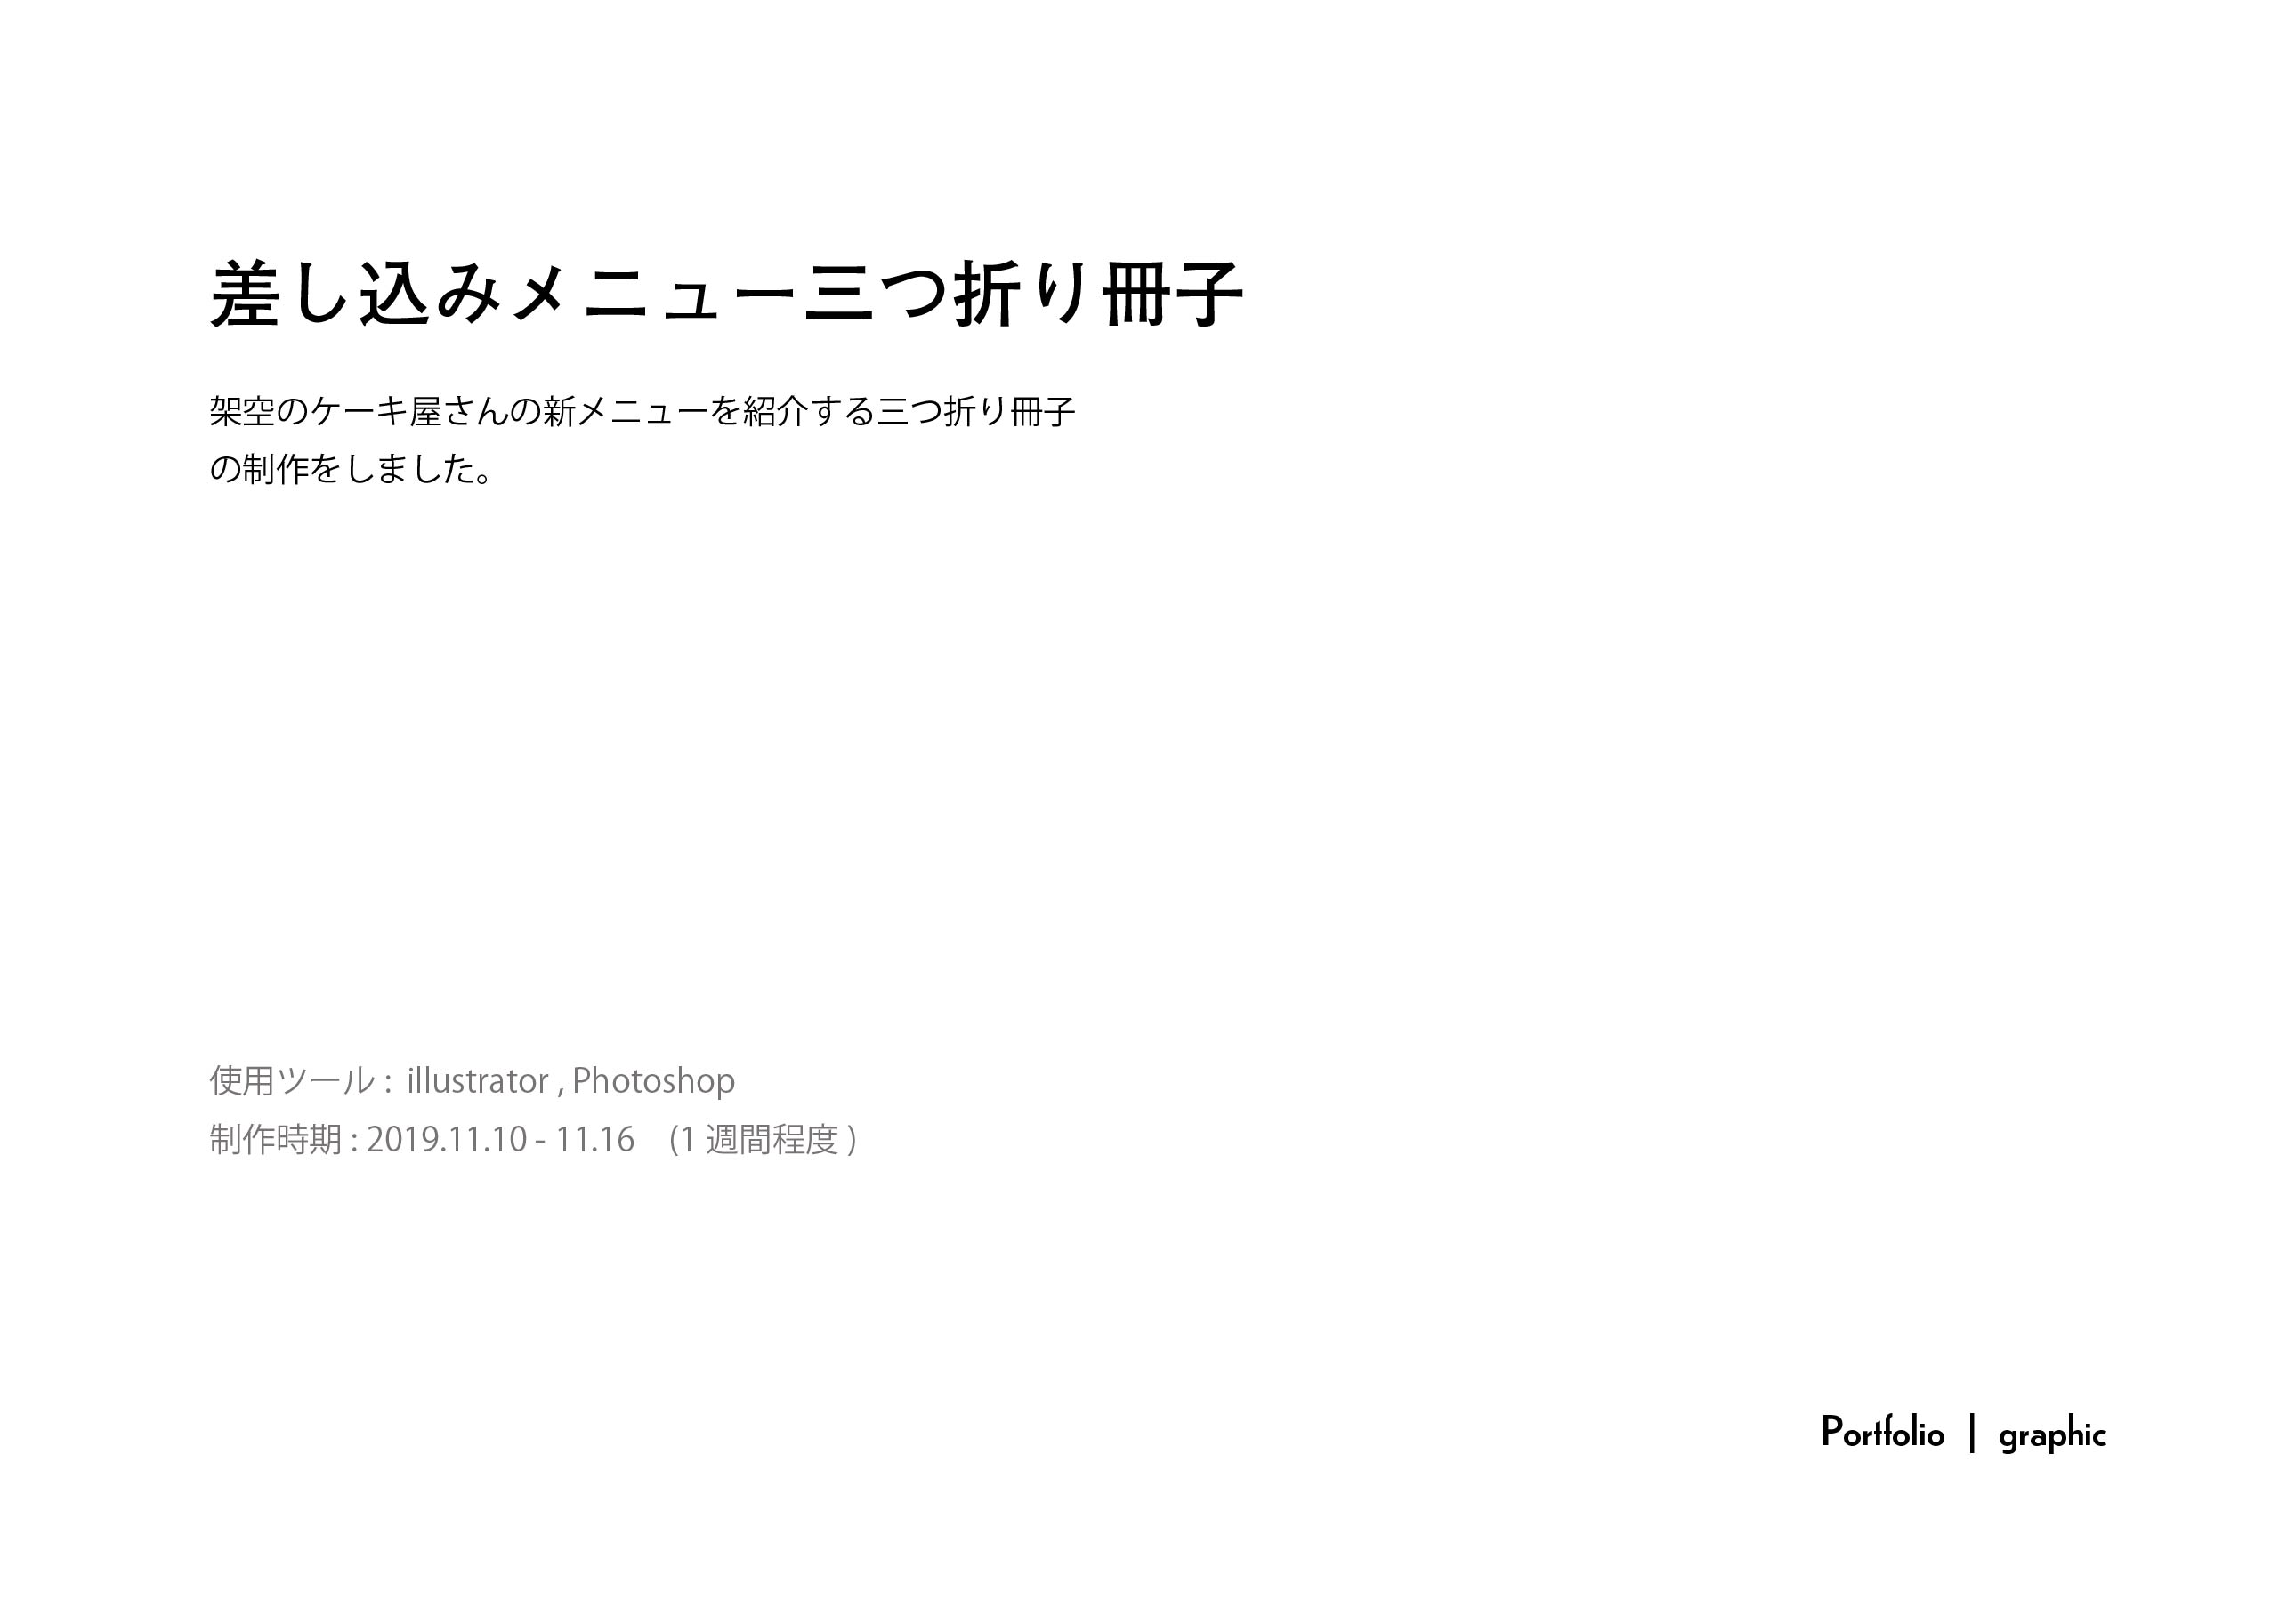 差し込みメニュー三つ折り冊子
架空のケーキ屋さんの新メニューを紹介する三つ折り冊子
の制作をしました。
使用ツール : illustrator , Photoshop
制作時期 : 2019.11.10 - 11.16 (1 週間程度 )
Portfolio | graphic